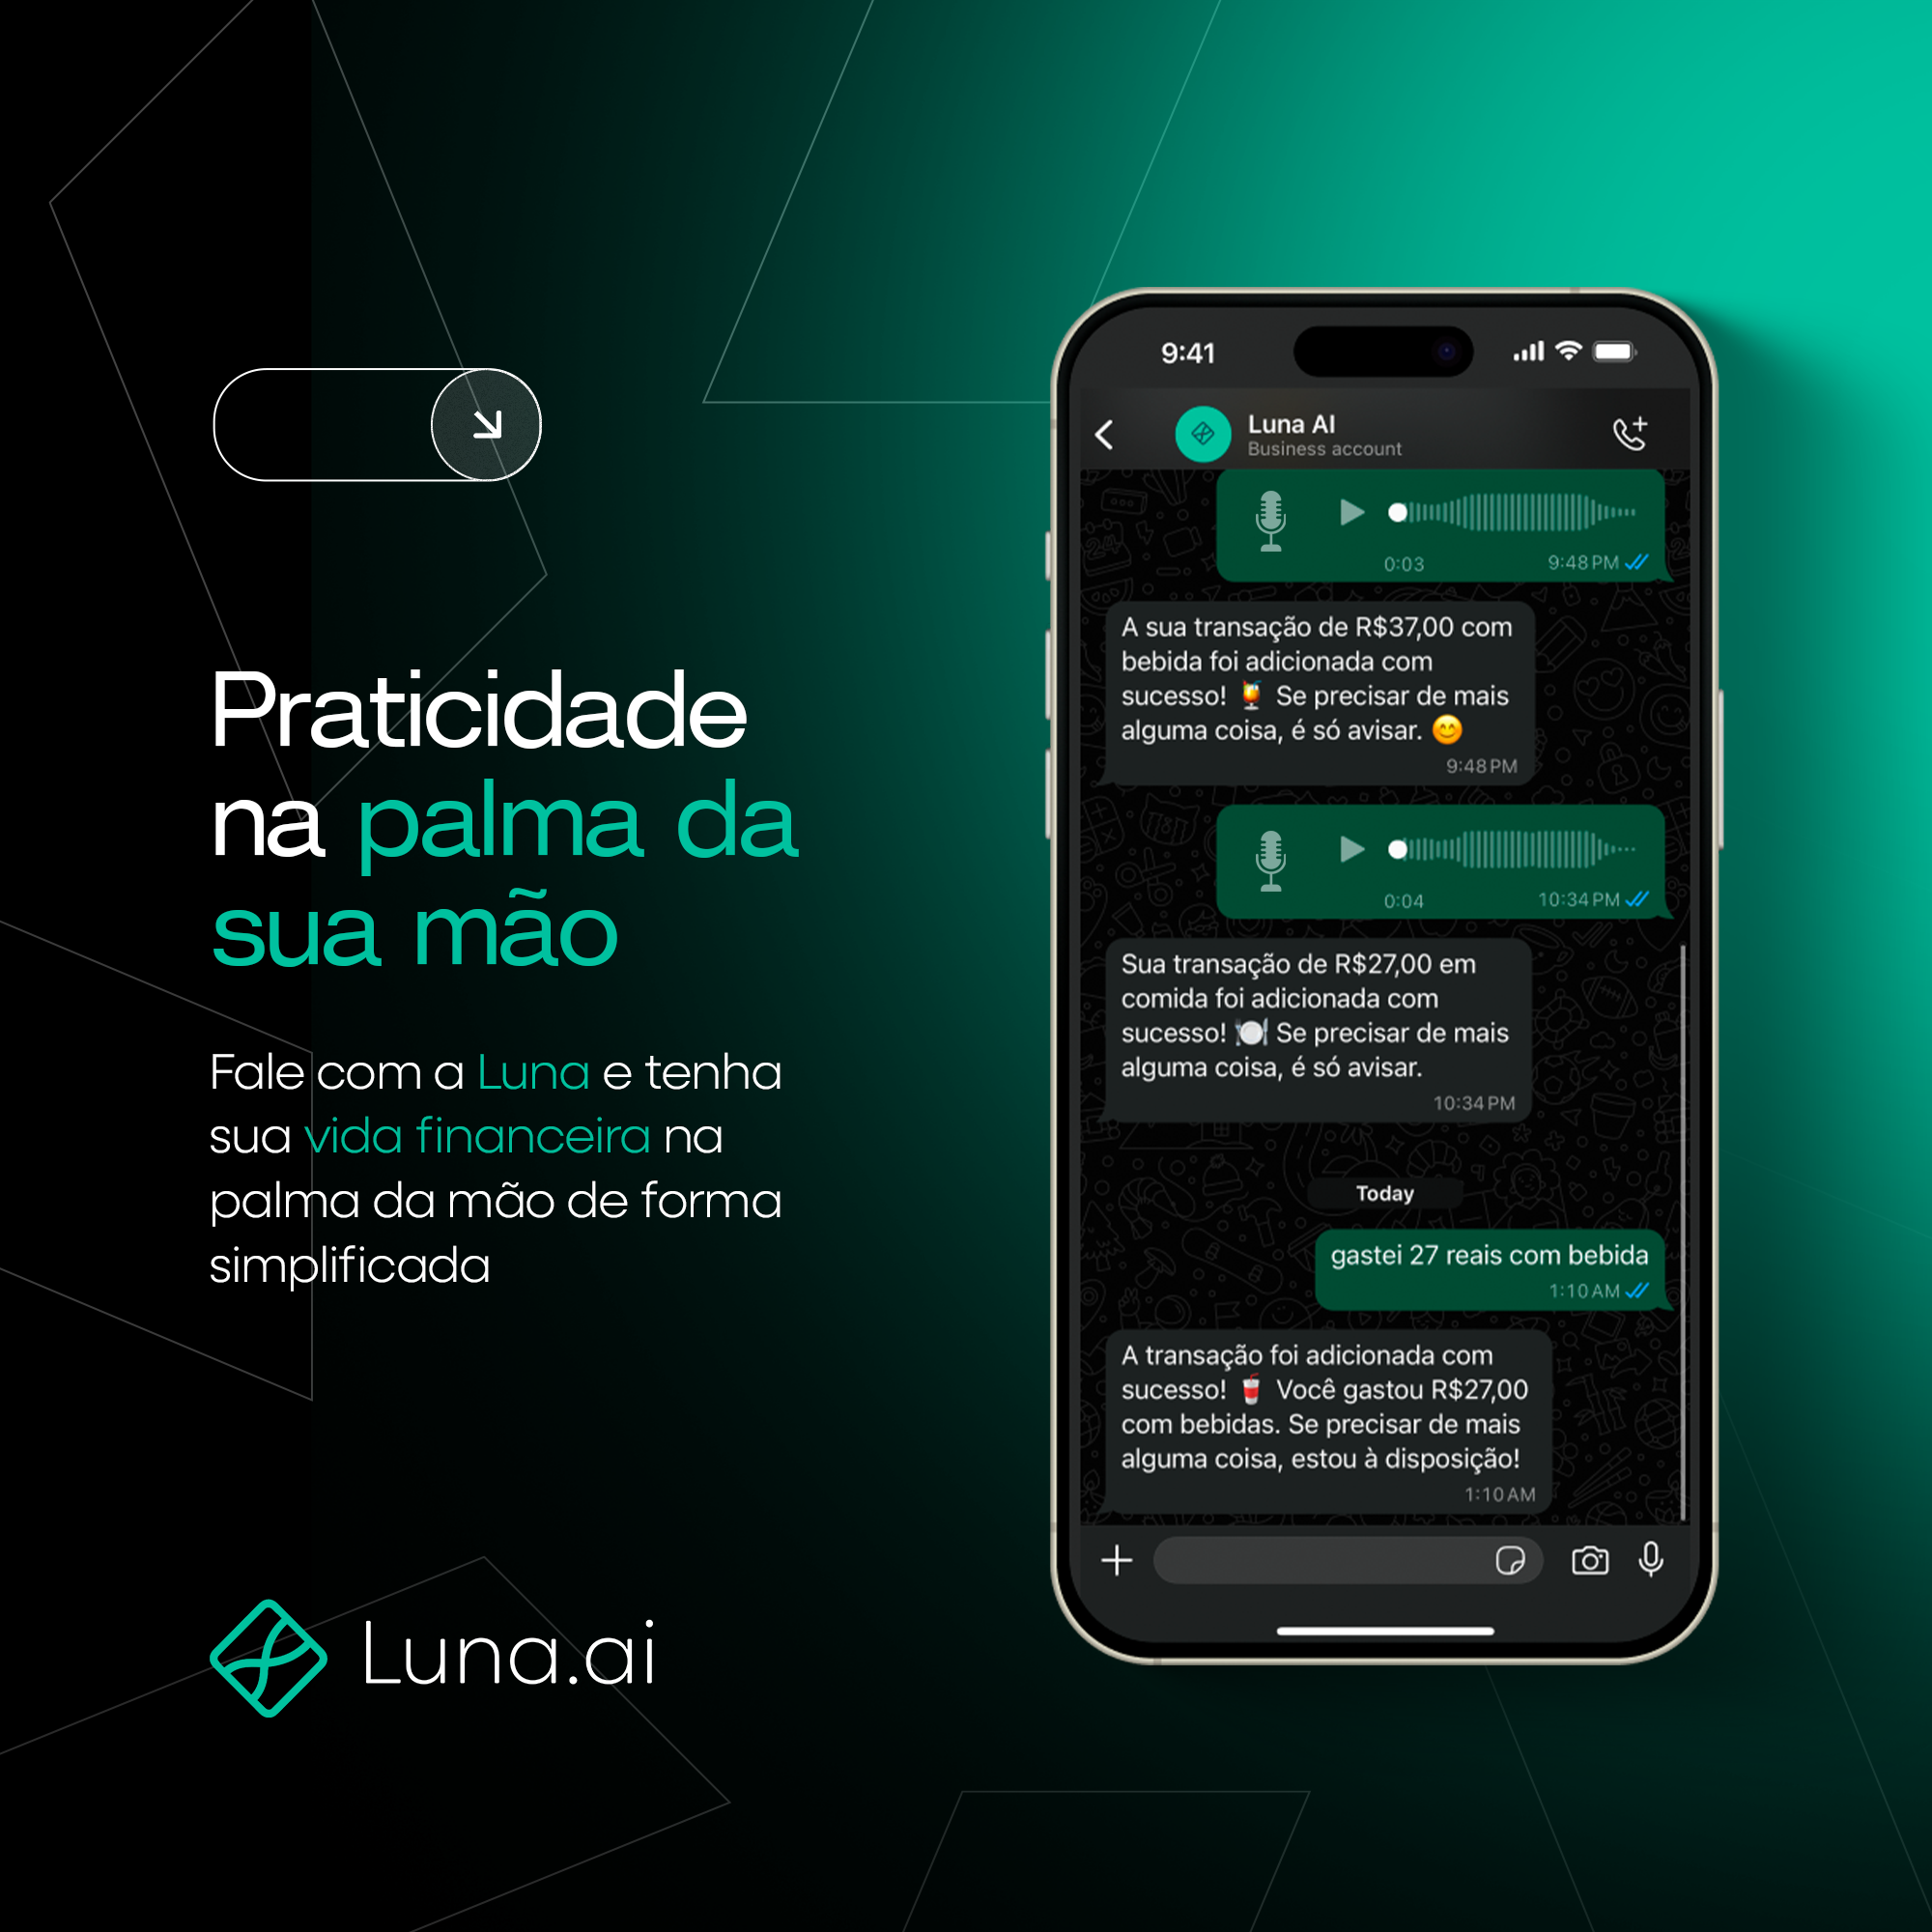 Praticidade
na palma da
sua mão
Fale com a Luna e tenha
sua vida financeira na
palma da mão de forma
simplificada
Luna.ai
9:41
Luna AI
Business account
0:03
9:48 PM
A sua transação de R$37,00 com
bebida foi adicionada com
sucesso! 🍹 Se precisar de mais
alguma coisa, é só avisar. 😊
9:48 PM
0:04
10:34 PM
Sua transação de R$27,00 em
comida foi adicionada com
sucesso! 🍽️ Se precisar de mais
alguma coisa, é só avisar.
10:34 PM
Today
gastei 27 reais com bebida
1:10 AM
A transação foi adicionada com
sucesso! 🥤 Você gastou R$27,00
com bebidas. Se precisar de mais
alguma coisa, estou à disposição!
1:10 AM